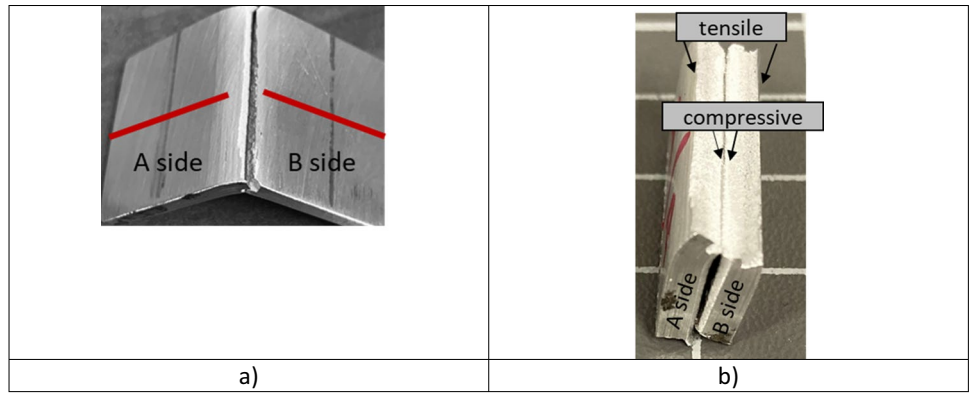 A side
B side
a)
tensile
compressive
A side
B side
b)